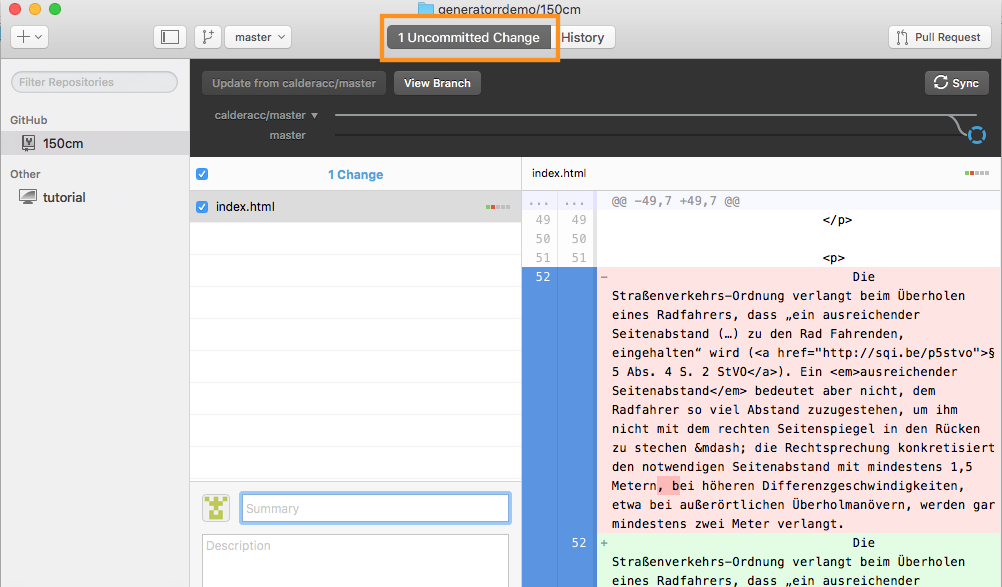 generatorrdemo/150cm
master
1 Uncommitted Change
History
Pull Request
Filter Repositories
GitHub
150cm
Other
tutorial
Update from calderacc/master
View Branch
Sync
calderacc/master
master
1 Change
index.html
Summary
Description
index.html
... ... @@ -49,7 +49,7 @@
49 49 </p>
50 50
51 51 <p>
52 − Die
Straßenverkehrs-Ordnung verlangt beim Überholen
eines Radfahrers, dass „ein ausreichender
Seitenabstand (…) zu den Rad Fahrenden,
eingehalten“ wird (<a href="http://sqi.be/p5stvo">§
5 Abs. 4 S. 2 StVO</a>). Ein <em>ausreichender
Seitenabstand</em> bedeutet aber nicht, dem
Radfahrer so viel Abstand zuzugestehen, um ihm
nicht mit dem rechten Seitenspiegel in den Rücken
zu stechen &mdash; die Rechtsprechung konkretisiert
den notwendigen Seitenabstand mit mindestens 1,5
Metern, bei höheren Differenzgeschwindigkeiten,
etwa bei außerörtlichen Überholmanövern, werden gar
mindestens zwei Meter verlangt.
52 + Die
Straßenverkehrs-Ordnung verlangt beim Überholen
eines Radfahrers, dass „ein ausreichender